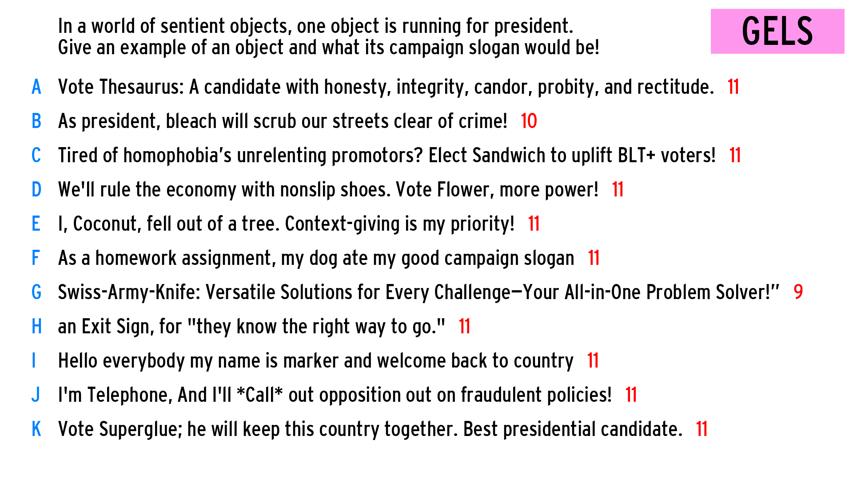 In a world of sentient objects, one object is running for president.
Give an example of an object and what its campaign slogan would be!
GELS
A Vote Thesaurus: A candidate with honesty, integrity, candor, probity, and rectitude. 11
B As president, bleach will scrub our streets clear of crime! 10
C Tired of homophobia's unrelenting promotors? Elect Sandwich to uplift BLT+ voters! 11
D We'll rule the economy with nonslip shoes. Vote Flower, more power! 11
E I, Coconut, fell out of a tree. Context-giving is my priority! 11
F As a homework assignment, my dog ate my good campaign slogan 11
G Swiss-Army-Knife: Versatile Solutions for Every Challenge—Your All-in-One Problem Solver!” 9
H an Exit Sign, for "they know the right way to go." 11
I Hello everybody my name is marker and welcome back to country 11
J I'm Telephone, And I'll *Call* out opposition out on fraudulent policies! 11
K Vote Superglue; he will keep this country together. Best presidential candidate. 11